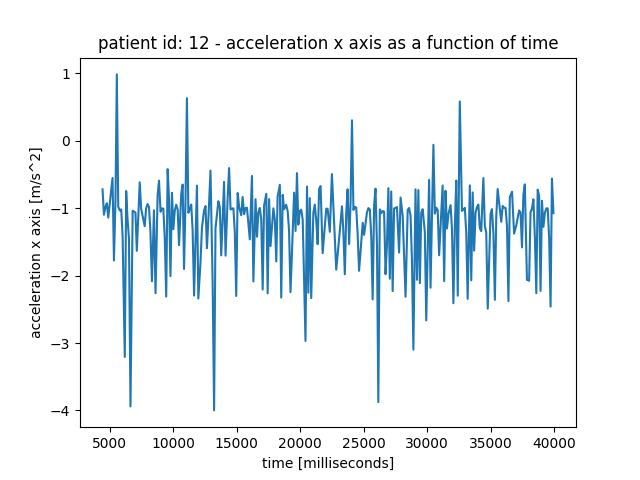 patient id: 12 - acceleration x axis as a function of time
acceleration x axis [m/s^2]
1
0
−1
−2
−3
−4
5000 10000 15000 20000 25000 30000 35000 40000
time [milliseconds]